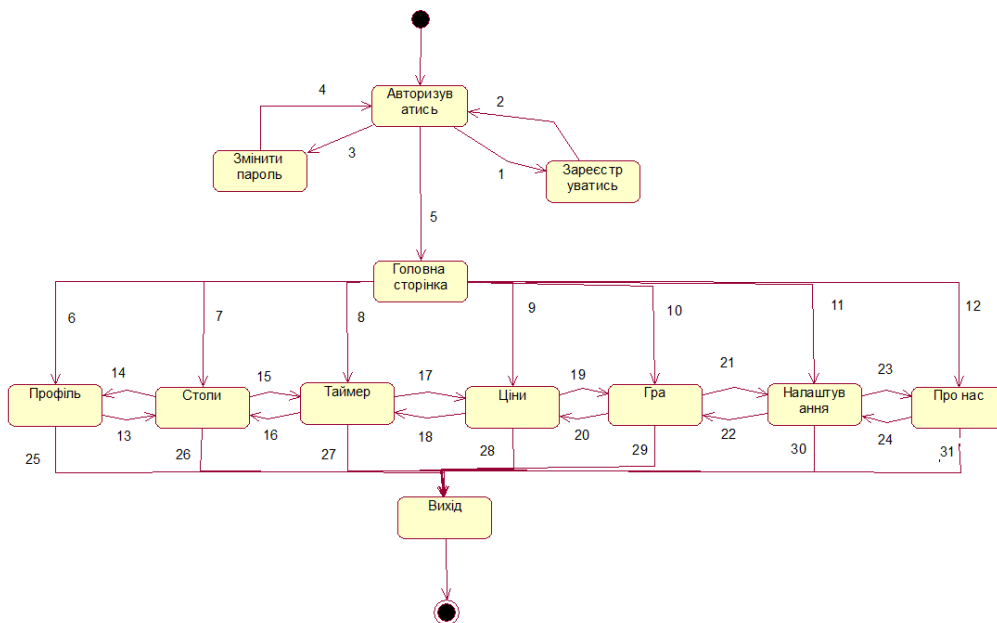 Авторизув
атись
4
2
3
1
Змінити
пароль
Зареєстр
уватись
5
Головна
сторінка
6
7
8
9
10
11
12
14
15
17
19
21
23
Профіль
Столи
Таймер
Ціни
Гра
Налаштув
ання
Про нас
13
16
18
20
22
24
25
26
27
28
29
30
31
Вихід